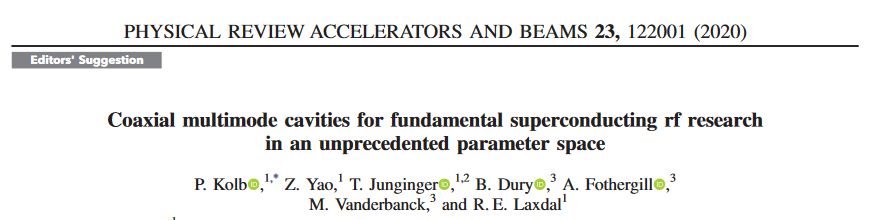 PHYSICAL REVIEW ACCELERATORS AND BEAMS 23, 122001 (2020)
Editors' Suggestion
Coaxial multimode cavities for fundamental superconducting rf research
in an unprecedented parameter space
P. Kolb,1,* Z. Yao,1 T. Junginger,1,2 B. Dury,3 A. Fothergill,3
M. Vanderbanck,3 and R. E. Laxdal1